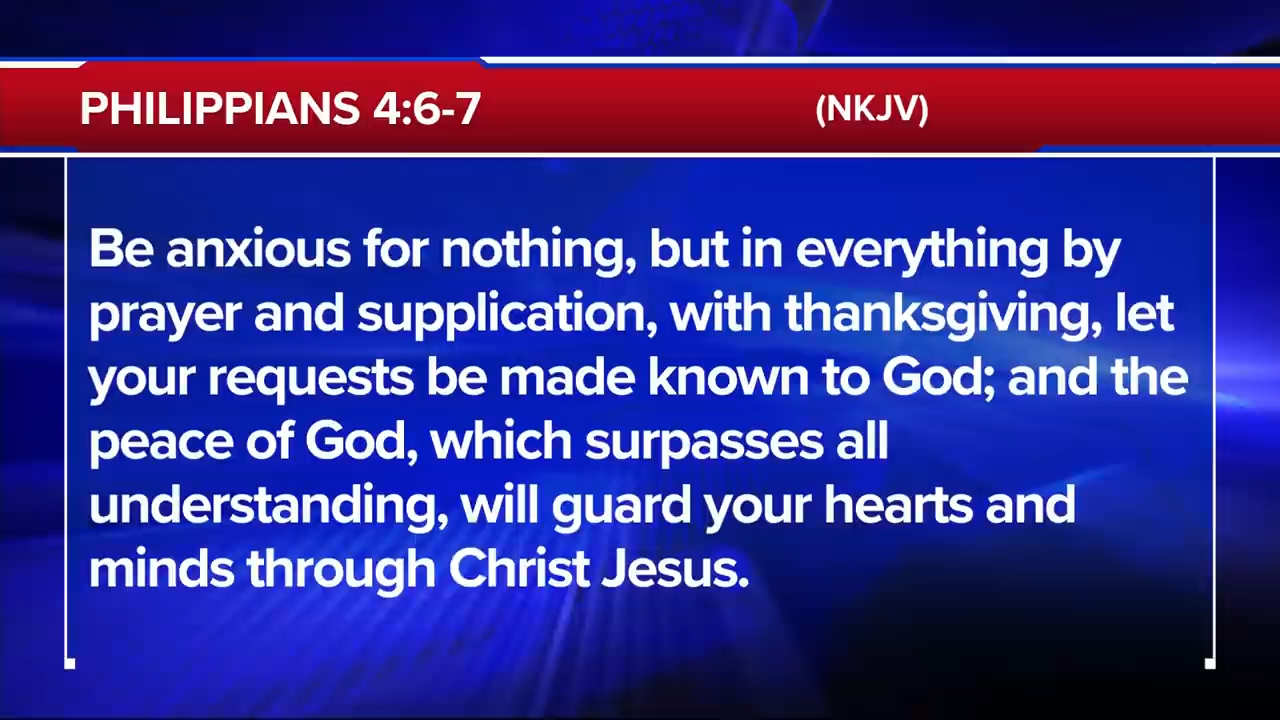 PHILIPPIANS 4:6-7 (NKJV)
Be anxious for nothing, but in everything by
prayer and supplication, with thanksgiving, let
your requests be made known to God; and the
peace of God, which surpasses all
understanding, will guard your hearts and
minds through Christ Jesus.